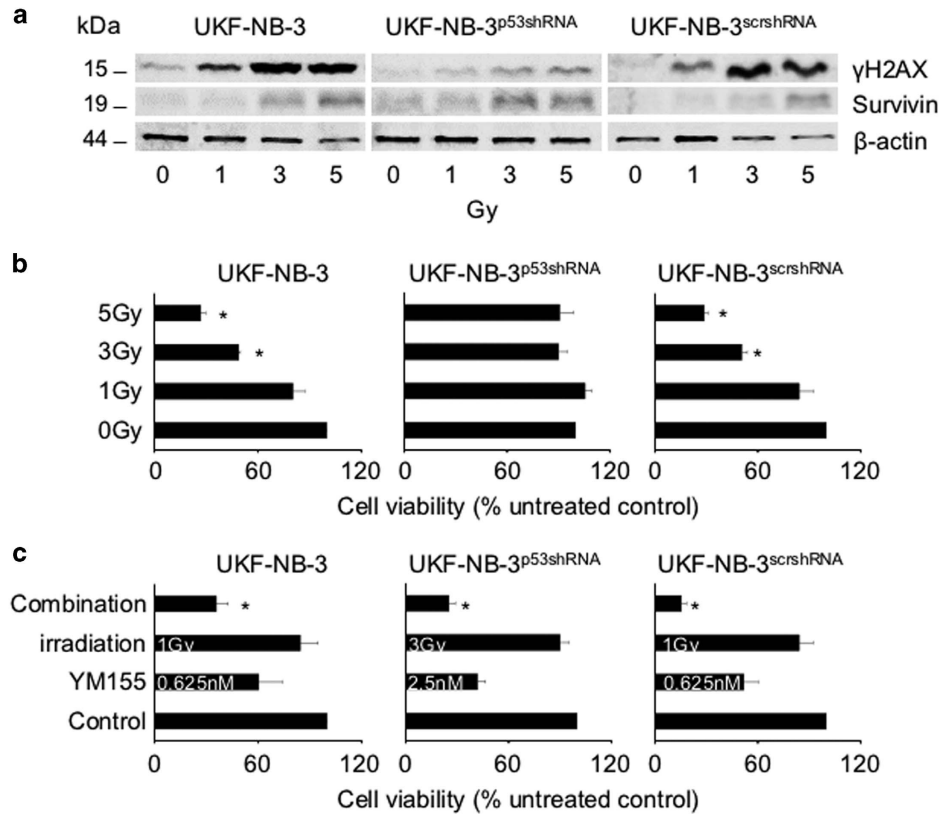 a
kDa UKF-NB-3 UKF-NB-3p53shRNA UKF-NB-3scrshRNA
15 γH2AX
19 Survivin
44 β-actin
0 1 3 5 0 1 3 5 0 1 3 5
Gy
b
UKF-NB-3 UKF-NB-3p53shRNA UKF-NB-3scrshRNA
5Gy * *
3Gy * *
1Gy
0Gy
0 60 120 0 60 120 0 60 120
Cell viability (% untreated control)
c
UKF-NB-3 UKF-NB-3p53shRNA UKF-NB-3scrshRNA
Combination * * *
irradiation 1Gy 3Gy 1Gy
YM155 0.625nM 2.5nM 0.625nM
Control
0 60 120 0 60 120 0 60 120
Cell viability (% untreated control)